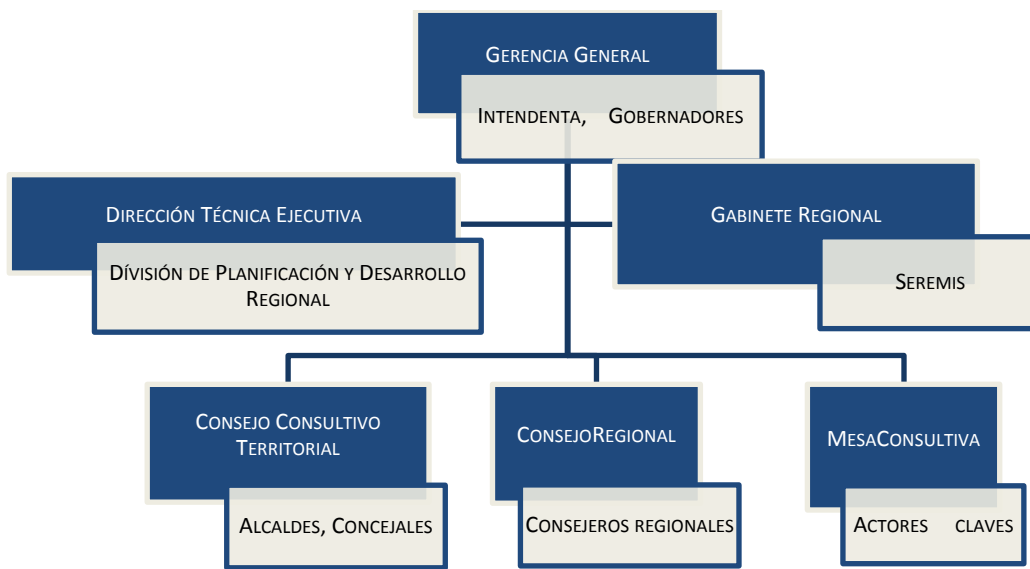 GERENCIA GENERAL
INTENDENTA, GOBERNADORES
DIRECCIÓN TÉCNICA EJECUTIVA
DÍVISIÓN DE PLANIFICACIÓN Y DESARROLLO
REGIONAL
GABINETE REGIONAL
SEREMIS
CONSEJO CONSULTIVO
TERRITORIAL
ALCALDES, CONCEJALES
CONSEJOREGIONAL
CONSEJEROS REGIONALES
MESACONSULTIVA
ACTORES CLAVES